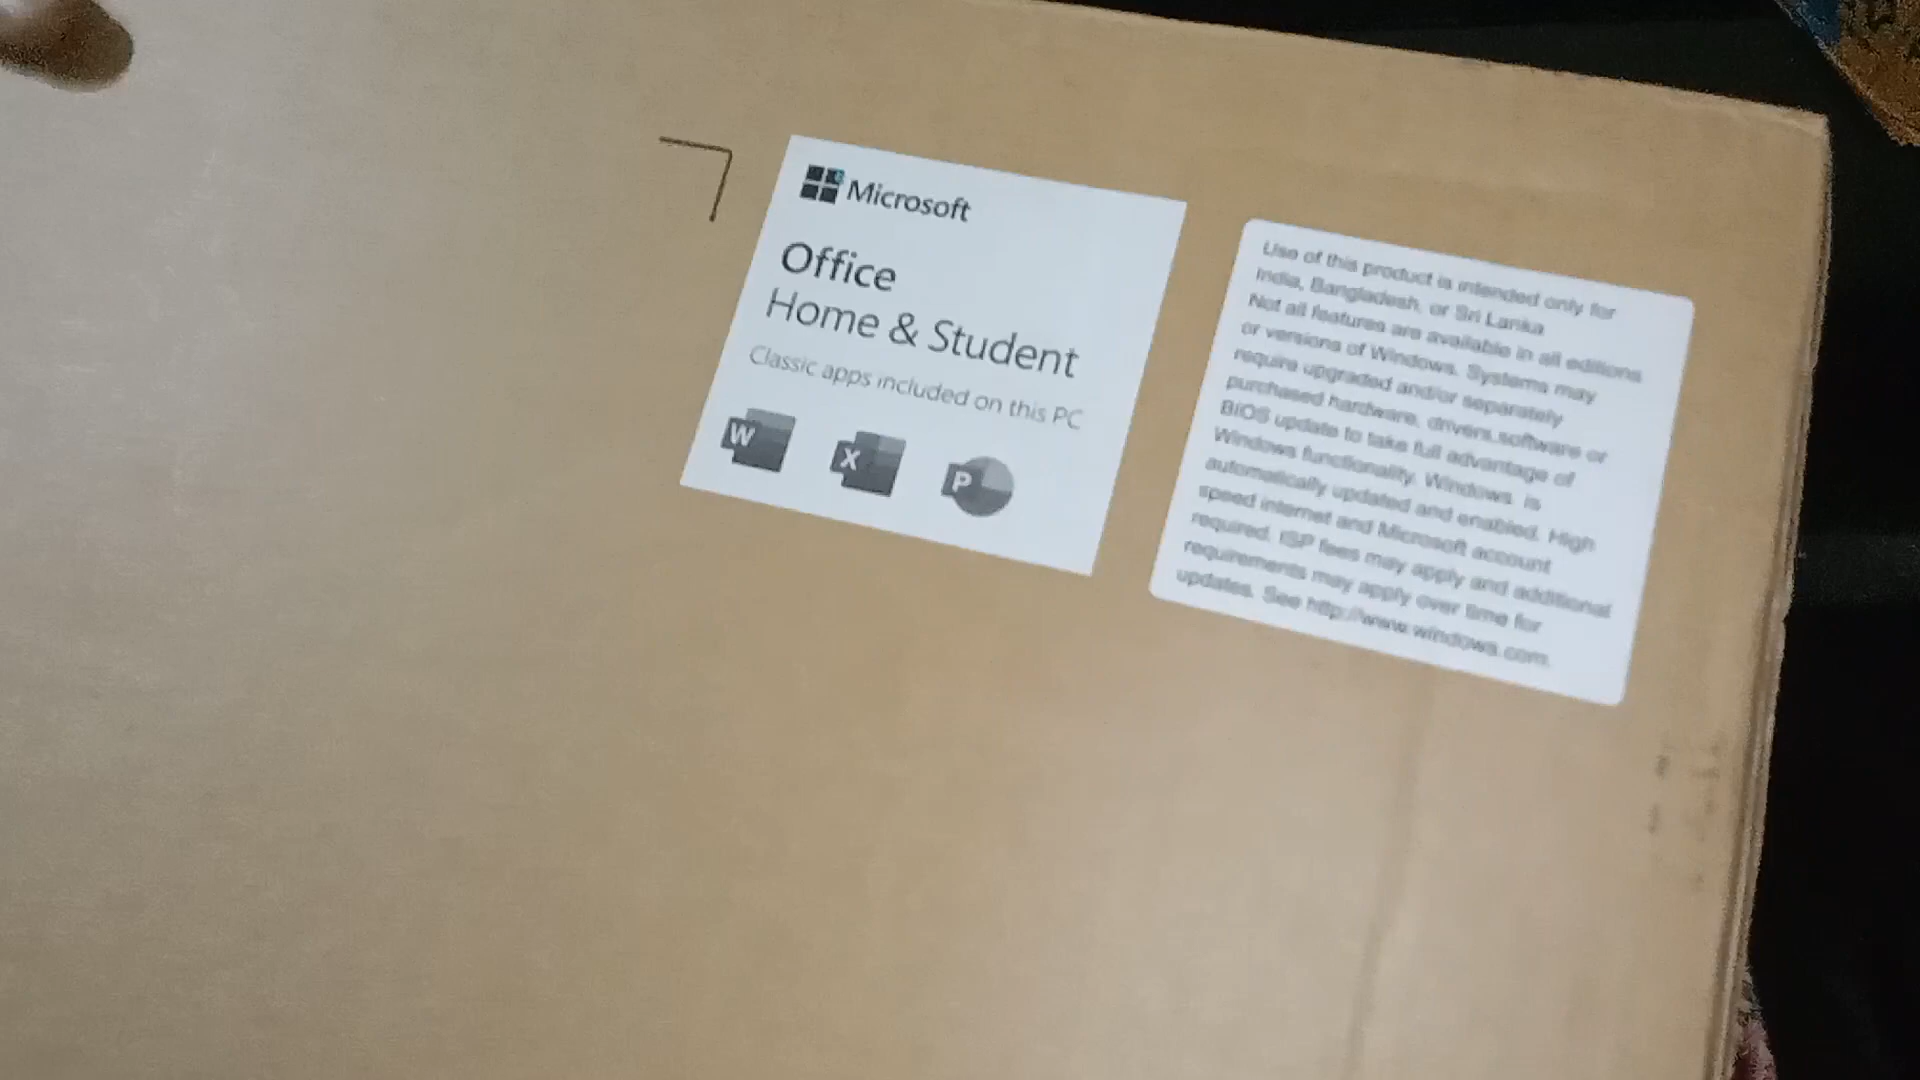 Microsoft
Office
Home & Student
Classic apps included on this PC
W X P
Use of this product is intended only for
India, Bangladesh, or Sri Lanka
Not all features are available in all editions
or versions of Windows. Systems may
require upgraded and/or separately
purchased hardware, drivers,software or
BIOS update to take full advantage of
Windows functionality. Windows is
automatically updated and enabled. High
speed internet and Microsoft account
required. ISP fees may apply and additional
requirements may apply over time for
updates. See http://www.windows.com.